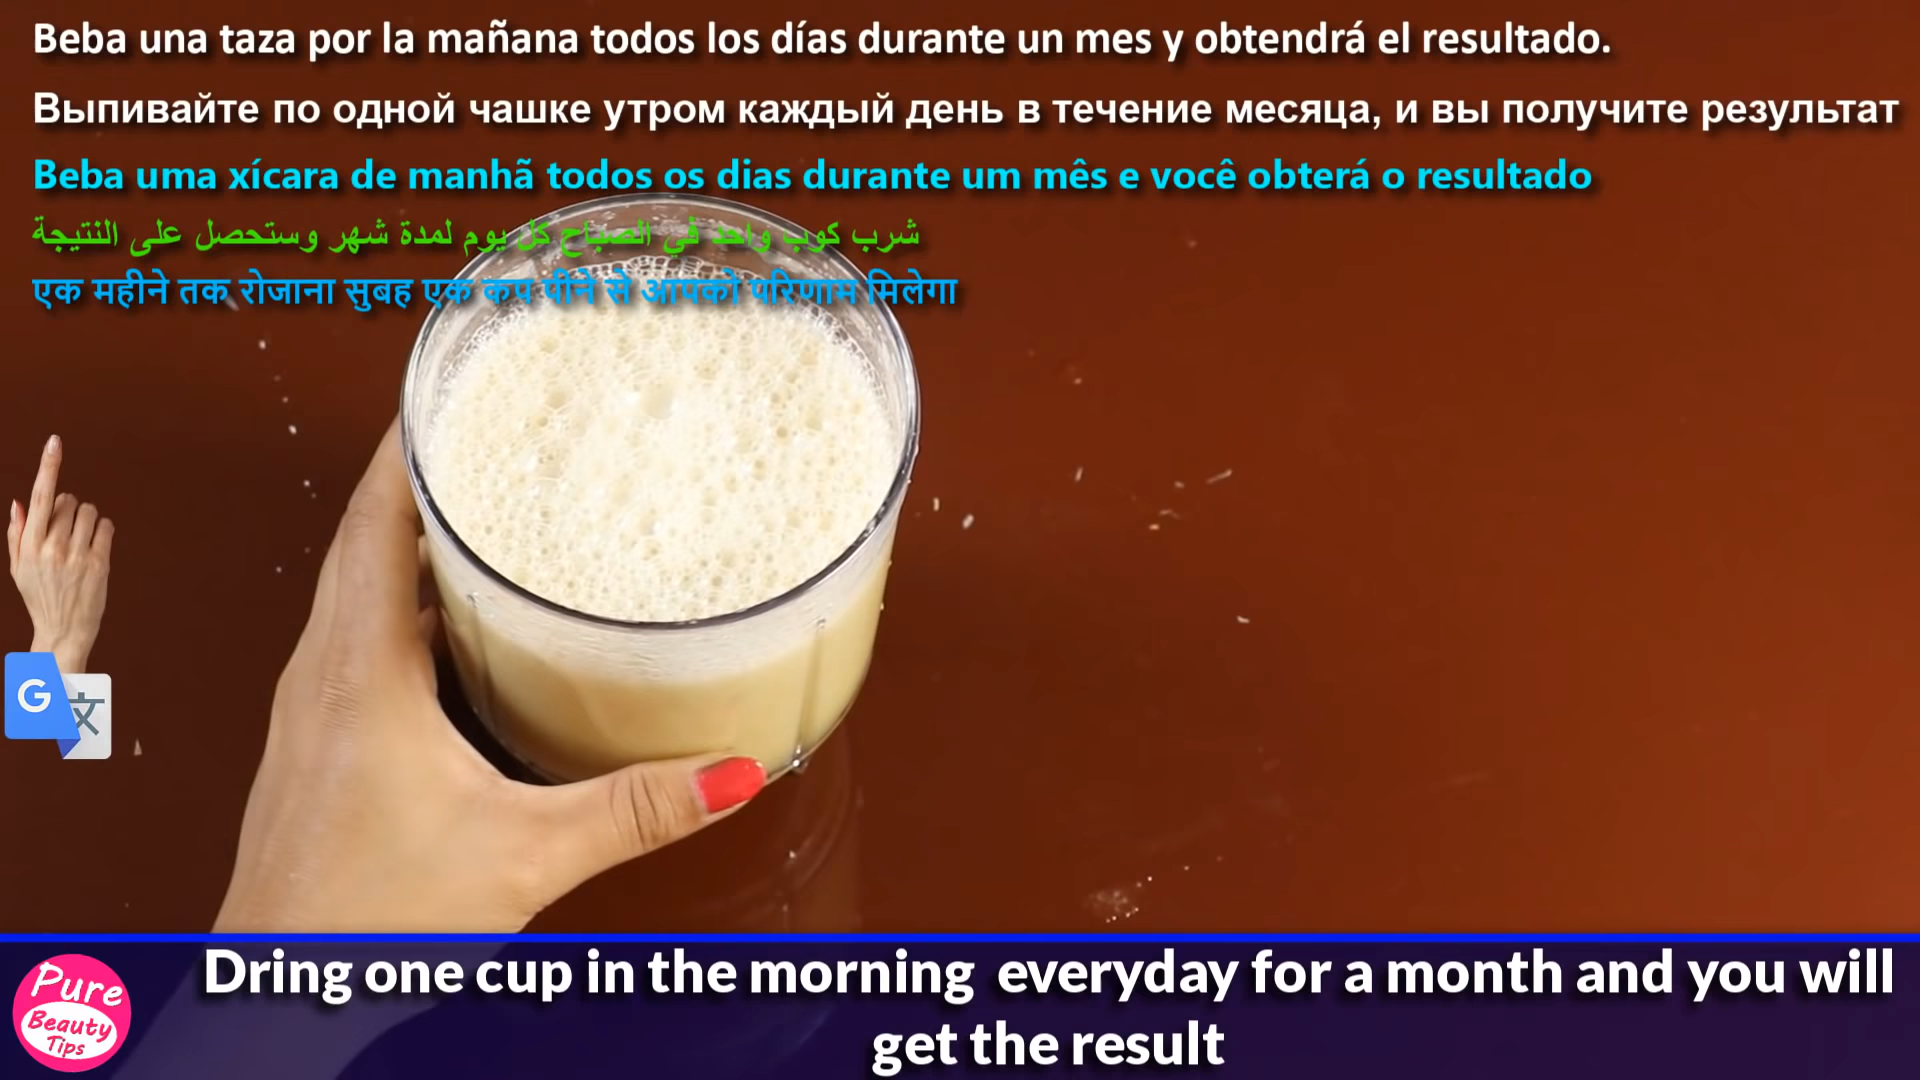 Beba una taza por la mañana todos los días durante un mes y obtendrá el resultado.
Выпивайте по одной чашке утром каждый день в течение месяца, и вы получите результат
Beba uma xícara de manhã todos os dias durante um mês e você obterá o resultado
شرب كوب واحد في الصباح كل يوم لمدة شهر وستحصل على النتيجة
एक महीने तक रोजाना सुबह एक कप पीने से आपको परिणाम मिलेगा
G 文
Pure
Beauty
Tips
Dring one cup in the morning everyday for a month and you will
get the result